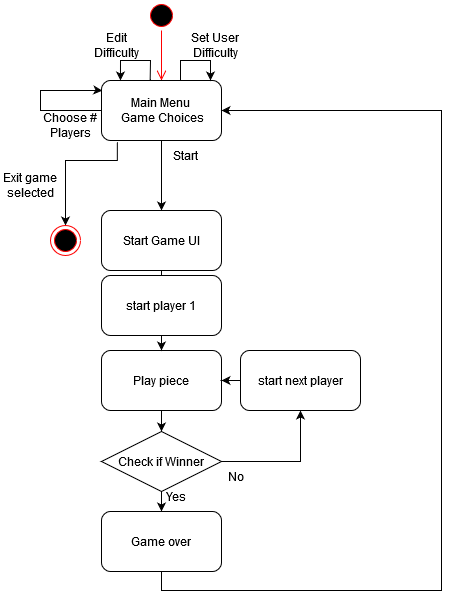 Edit
Difficulty
Set User
Difficulty
Main Menu
Game Choices
Choose #
Players
Start
Exit game
selected
Start Game UI
start player 1
Play piece
start next player
Check if Winner
No
Yes
Game over